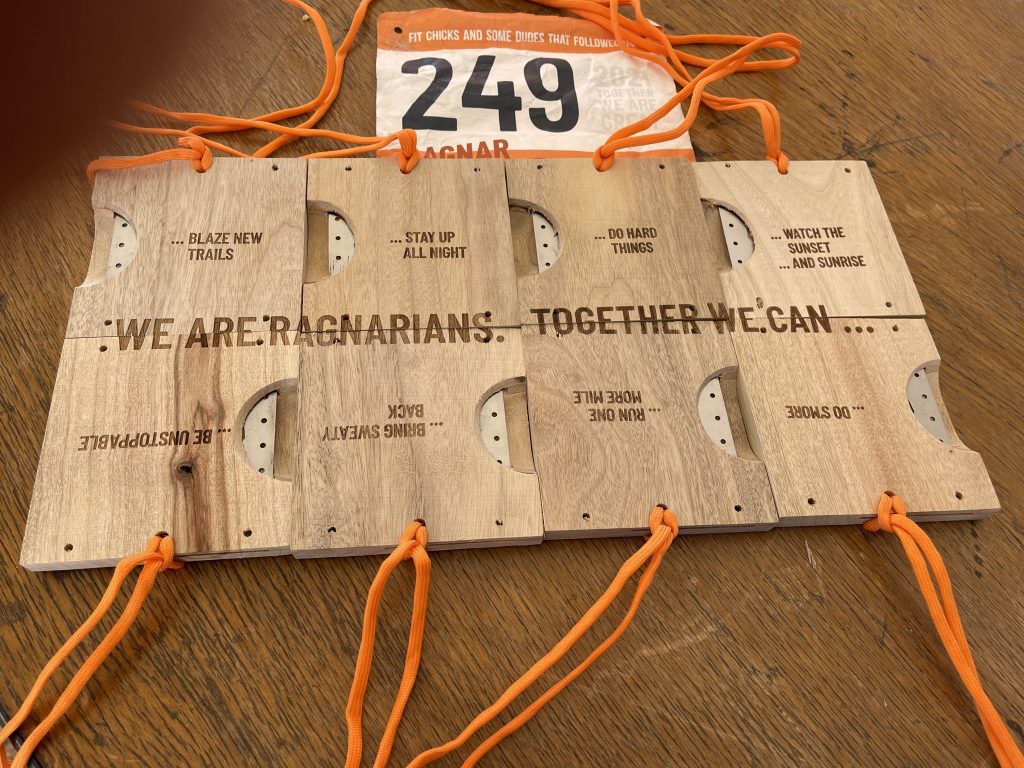 FIT CHICKS AND SOME DUDES THAT FOLLOWED US
249
TOGETHER
WE ARE
RAGNAR
... BLAZE NEW
TRAILS
... STAY UP
ALL NIGHT
... DO HARD
THINGS
... WATCH THE
SUNSET
... AND SUNRISE
WE ARE RAGNARIANS. TOGETHER WE CAN ...
... BE UNSTOPPABLE
... BRING SWEATY
BACK
... RUN ONE
MORE MILE
... DO S'MORE